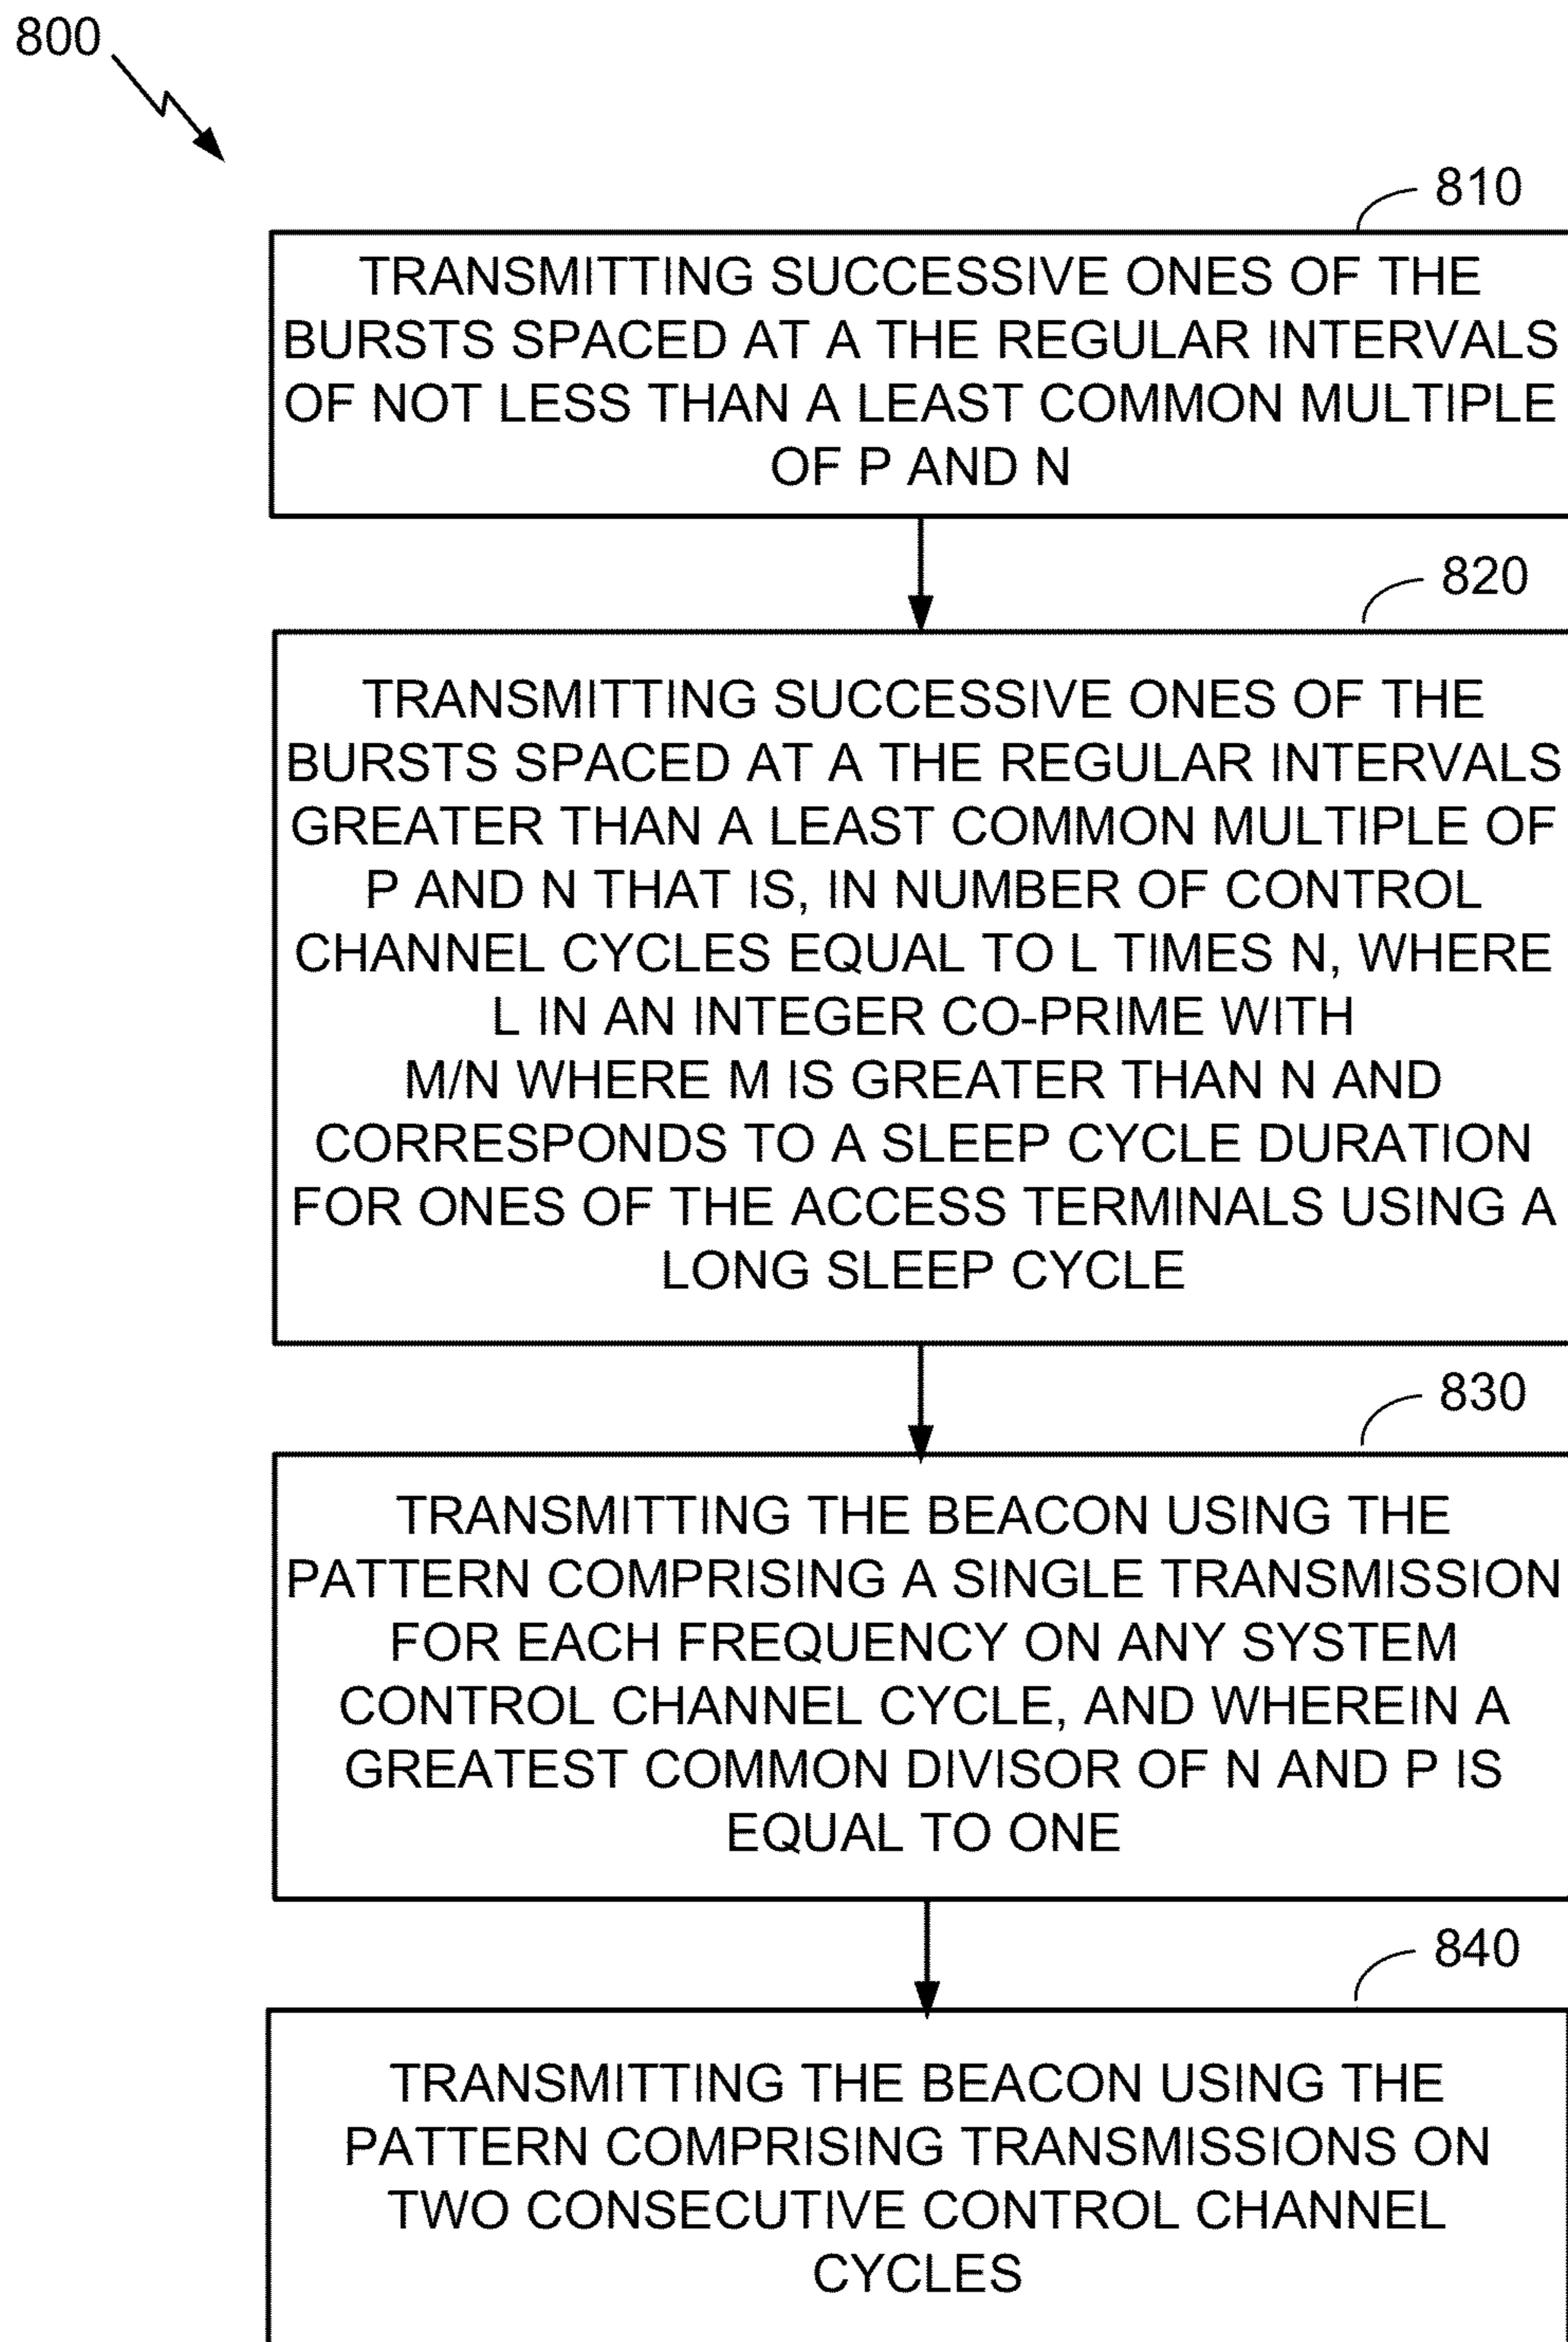 800
810
TRANSMITTING SUCCESSIVE ONES OF THE
BURSTS SPACED AT A THE REGULAR INTERVALS
OF NOT LESS THAN A LEAST COMMON MULTIPLE
OF P AND N
820
TRANSMITTING SUCCESSIVE ONES OF THE
BURSTS SPACED AT A THE REGULAR INTERVALS
GREATER THAN A LEAST COMMON MULTIPLE OF
P AND N THAT IS, IN NUMBER OF CONTROL
CHANNEL CYCLES EQUAL TO L TIMES N, WHERE
L IN AN INTEGER CO-PRIME WITH
M/N WHERE M IS GREATER THAN N AND
CORRESPONDS TO A SLEEP CYCLE DURATION
FOR ONES OF THE ACCESS TERMINALS USING A
LONG SLEEP CYCLE
830
TRANSMITTING THE BEACON USING THE
PATTERN COMPRISING A SINGLE TRANSMISSION
FOR EACH FREQUENCY ON ANY SYSTEM
CONTROL CHANNEL CYCLE, AND WHEREIN A
GREATEST COMMON DIVISOR OF N AND P IS
EQUAL TO ONE
840
TRANSMITTING THE BEACON USING THE
PATTERN COMPRISING TRANSMISSIONS ON
TWO CONSECUTIVE CONTROL CHANNEL
CYCLES